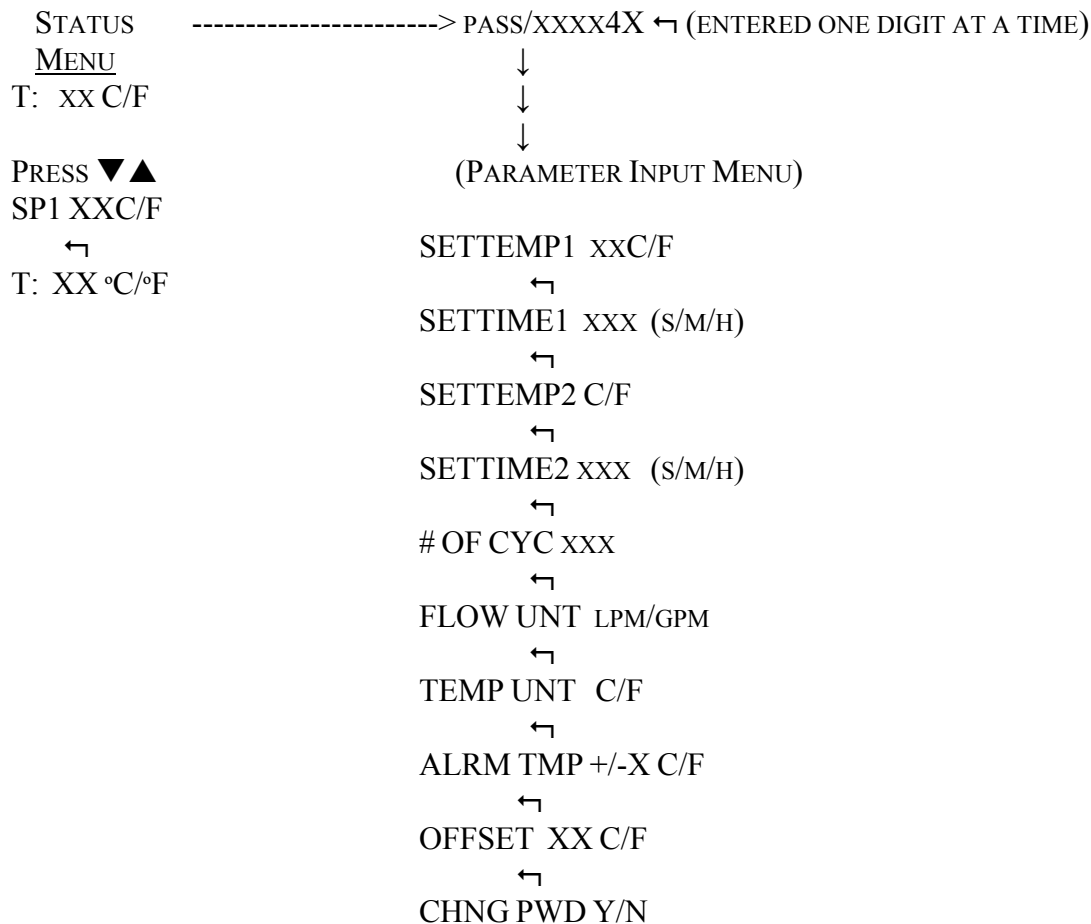 STATUS -----------------------> PASS/XXXX4X ↰ (ENTERED ONE DIGIT AT A TIME)
MENU ↓
T: XX C/F ↓
↓
PRESS ▼▲ (PARAMETER INPUT MENU)
SP1 XXC/F
↰ SETTEMP1 XXC/F
T: XX °C/°F ↰
SETTIME1 XXX (S/M/H)
↰
SETTEMP2 C/F
↰
SETTIME2 XXX (S/M/H)
↰
# OF CYC XXX
↰
FLOW UNT LPM/GPM
↰
TEMP UNT C/F
↰
ALRM TMP +/-X C/F
↰
OFFSET XX C/F
↰
CHNG PWD Y/N